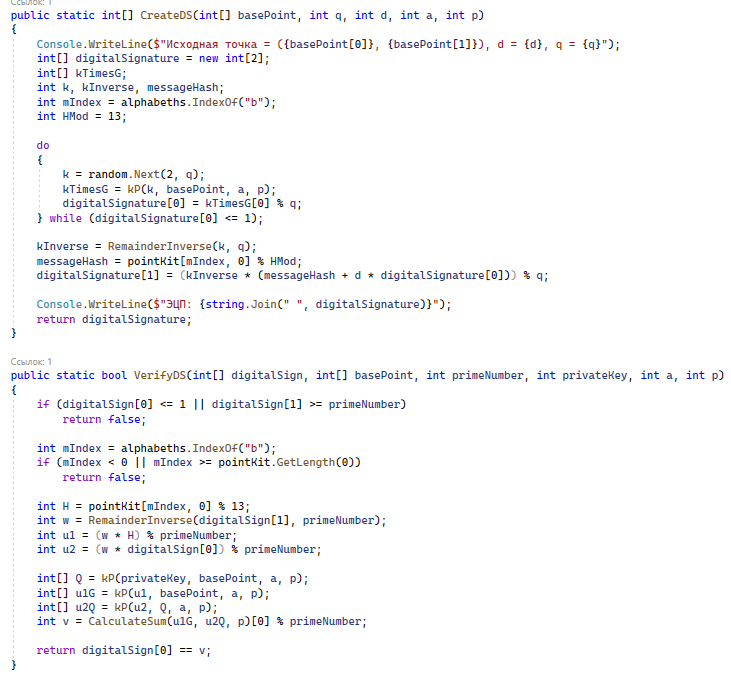 Ссылок: 1
public static int[] CreateDS(int[] basePoint, int q, int d, int a, int p)
{
    Console.WriteLine($"Исходная точка = ({basePoint[0]}, {basePoint[1]}), d = {d}, q = {q}");
    int[] digitalSignature = new int[2];
    int[] kTimesG;
    int k, kInverse, messageHash;
    int mIndex = alphabeths.IndexOf("b");
    int HMod = 13;

    do
    {
        k = random.Next(2, q);
        kTimesG = kP(k, basePoint, a, p);
        digitalSignature[0] = kTimesG[0] % q;
    } while (digitalSignature[0] <= 1);

    kInverse = RemainderInverse(k, q);
    messageHash = pointKit[mIndex, 0] % HMod;
    digitalSignature[1] = (kInverse * (messageHash + d * digitalSignature[0])) % q;

    Console.WriteLine($"ЭЦП: {string.Join(" ", digitalSignature)}");
    return digitalSignature;
}

Ссылок: 1
public static bool VerifyDS(int[] digitalSign, int[] basePoint, int primeNumber, int privateKey, int a, int p)
{
    if (digitalSign[0] <= 1 || digitalSign[1] >= primeNumber)
        return false;

    int mIndex = alphabeths.IndexOf("b");
    if (mIndex < 0 || mIndex >= pointKit.GetLength(0))
        return false;

    int H = pointKit[mIndex, 0] % 13;
    int w = RemainderInverse(digitalSign[1], primeNumber);
    int u1 = (w * H) % primeNumber;
    int u2 = (w * digitalSign[0]) % primeNumber;

    int[] Q = kP(privateKey, basePoint, a, p);
    int[] u1G = kP(u1, basePoint, a, p);
    int[] u2Q = kP(u2, Q, a, p);
    int v = CalculateSum(u1G, u2Q, p)[0] % primeNumber;

    return digitalSign[0] == v;
}